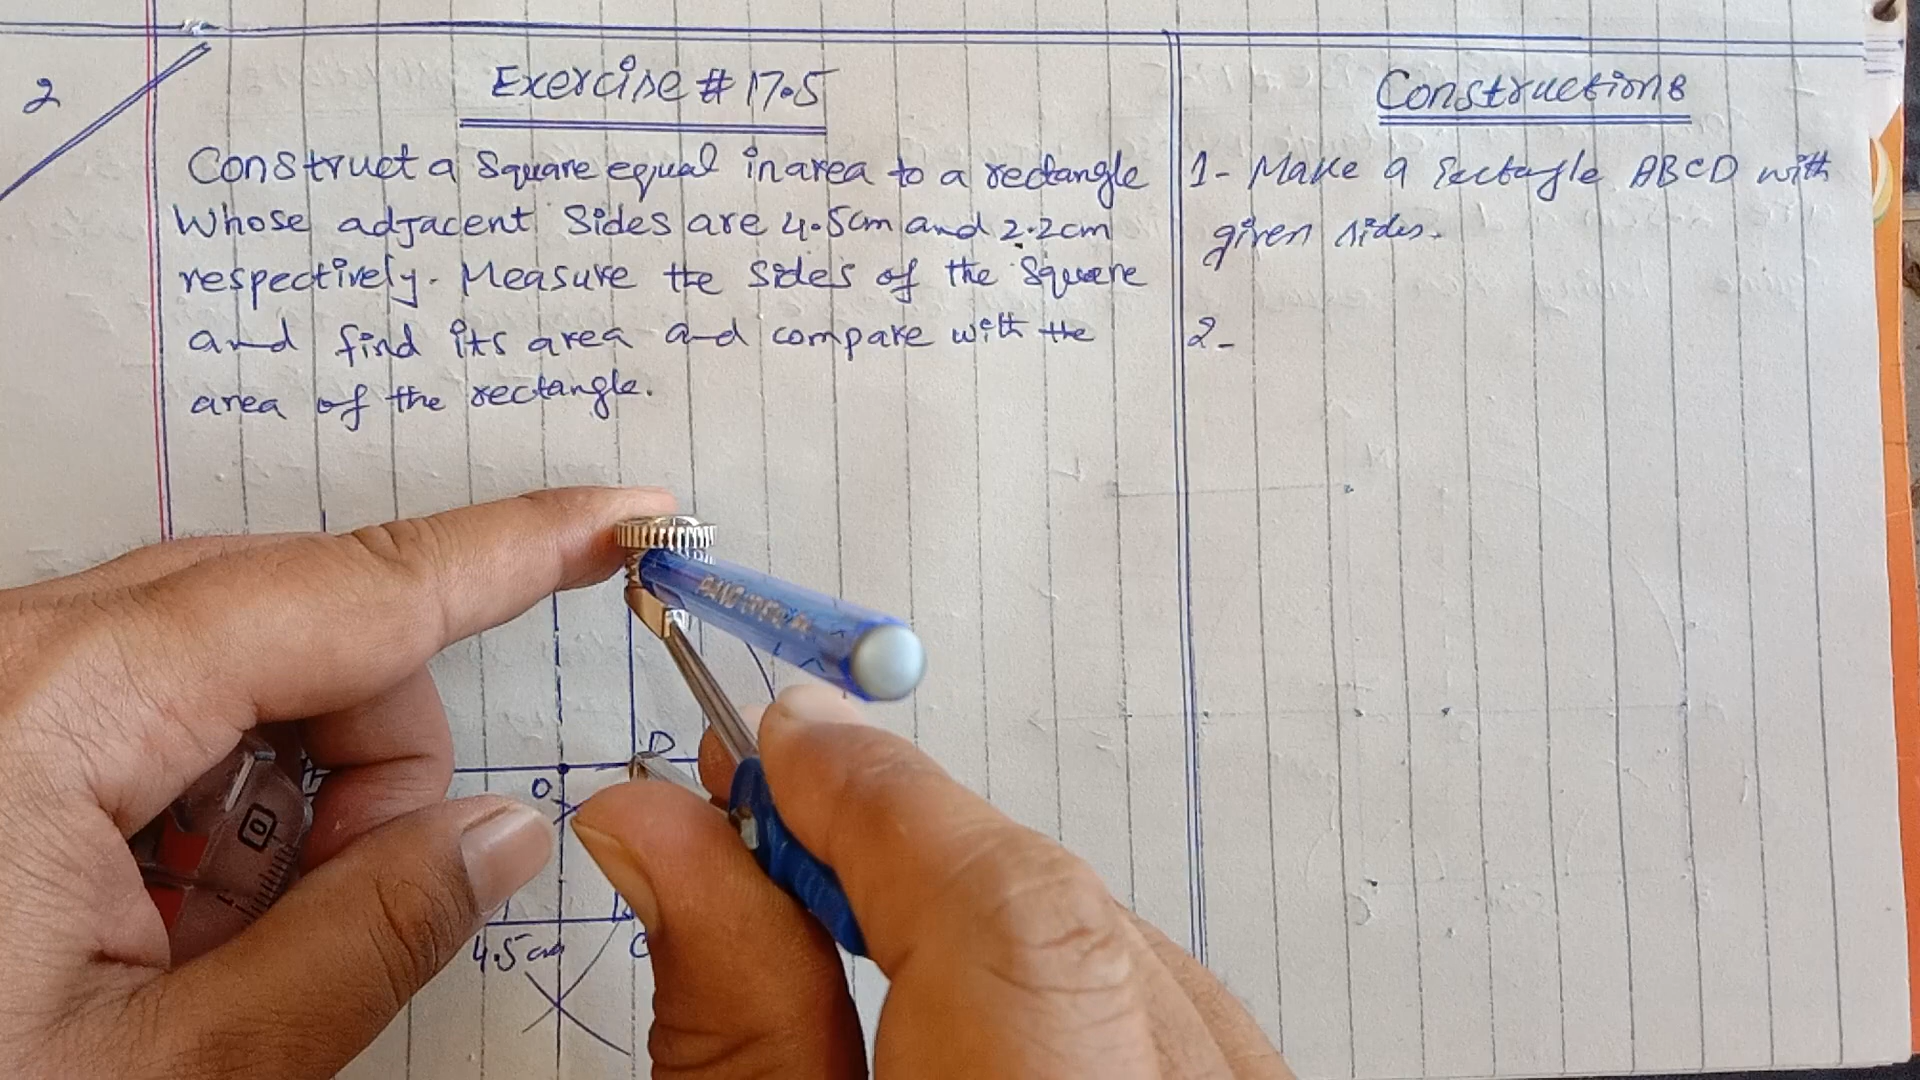 2
Exercise # 17.5
Construct a Square equal in area to a rectangle
Whose adjacent Sides are 4.5cm and 2.2cm
respectively. Measure the Sides of the Square
and find its area and compare with the
area of the rectangle.
Constructions
1- Make a rectangle ABCD with
given sides.
2-
D
O
4.5cm
C
0